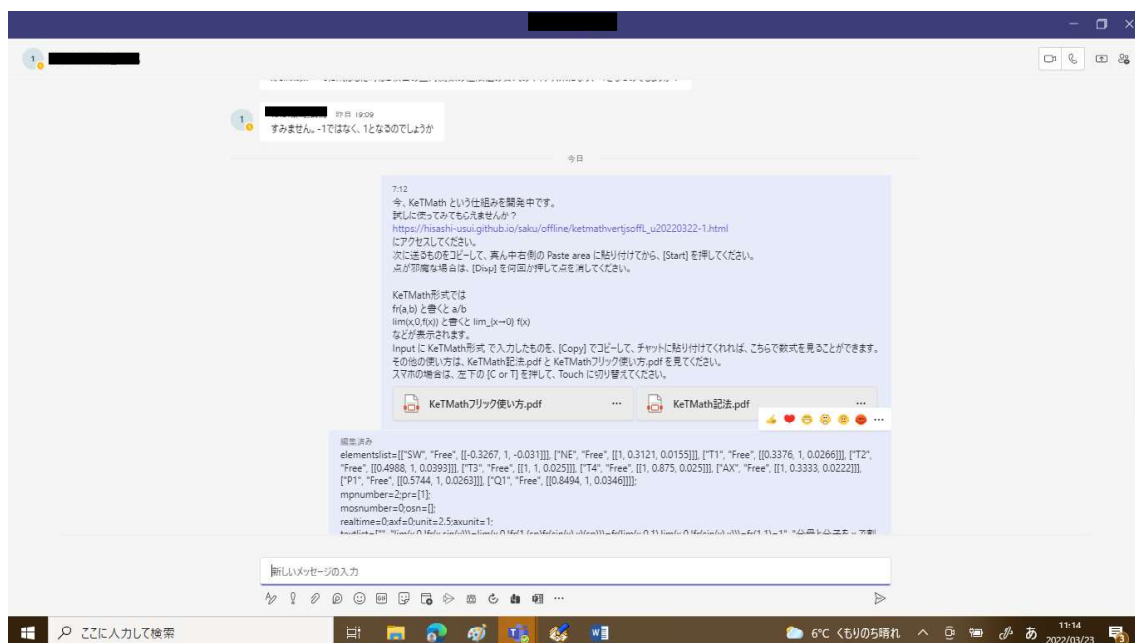 昨日 19:09
すみません。-1ではなく、1となるのでしょうか
今日
7:12
今、KeTMath という仕組みを開発中です。
試しに使ってみてもらえませんか？
https://hisashi-usui.github.io/saku/offline/ketmathvertjsoffL_u20220322-1.html
にアクセスしてください。
次に送るものをコピーして、真ん中右側の Paste area に貼り付けてから、[Start] を押してください。
点が邪魔な場合は、[Disp] を何回か押して点を消してください。
KeTMath形式では
fr(a,b) と書くと a/b
lim(x,0,f(x)) と書くと lim_(x→0) f(x)
などが表示されます。
Input に KeTMath形式 で入力したものを、[Copy] でコピーして、チャットに貼り付けてくれれば、こちらで数式を見ることができます。
その他の使い方は、KeTMath記法.pdf と KeTMathフリック使い方.pdf を見てください。
スマホの場合は、左下の [C or T] を押して、Touch に切り替えてください。
KeTMathフリック使い方.pdf
KeTMath記法.pdf
編集済み
elementslist=[["SW", "Free", [[-0.3267, 1, -0.031]]], ["NE", "Free", [[1, 0.3121, 0.0155]]], ["T1", "Free", [[0.3376, 1, 0.0266]]], ["T2",
"Free", [[0.4988, 1, 0.0393]]], ["T3", "Free", [[1, 1, 0.025]]], ["T4", "Free", [[1, 0.875, 0.025]]], ["AX", "Free", [[1, 0.3333, 0.0222]]],
["P1", "Free", [[0.5744, 1, 0.0263]]], ["Q1", "Free", [[0.8494, 1, 0.0346]]]];
mpnumber=2;pr=[1];
mosnumber=0;osn=[];
realtime=0;axf=0;unit=2.5;axunit=1;
新しいメッセージの入力
ここに入力して検索
6°C くもりのち晴れ
あ
11:14
2022/03/23